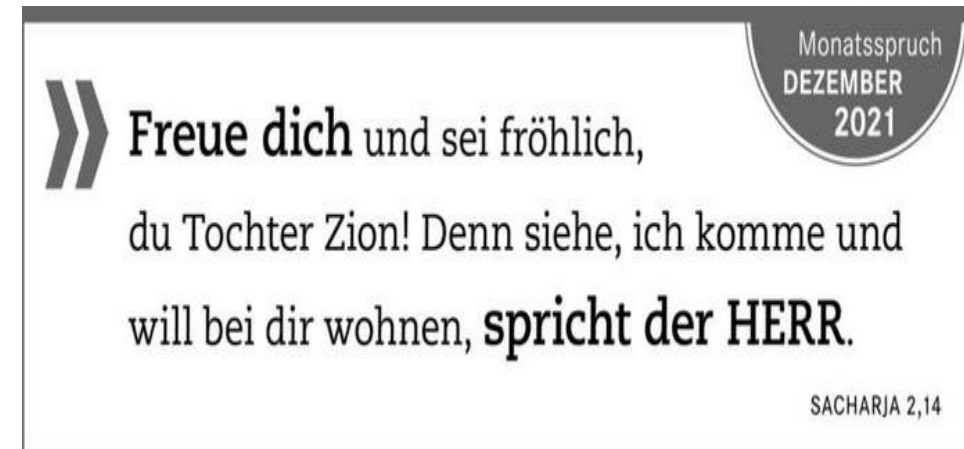 Monatsspruch
DEZEMBER
2021
Freue dich und sei fröhlich,
du Tochter Zion! Denn siehe, ich komme und
will bei dir wohnen, spricht der HERR.
SACHARJA 2,14